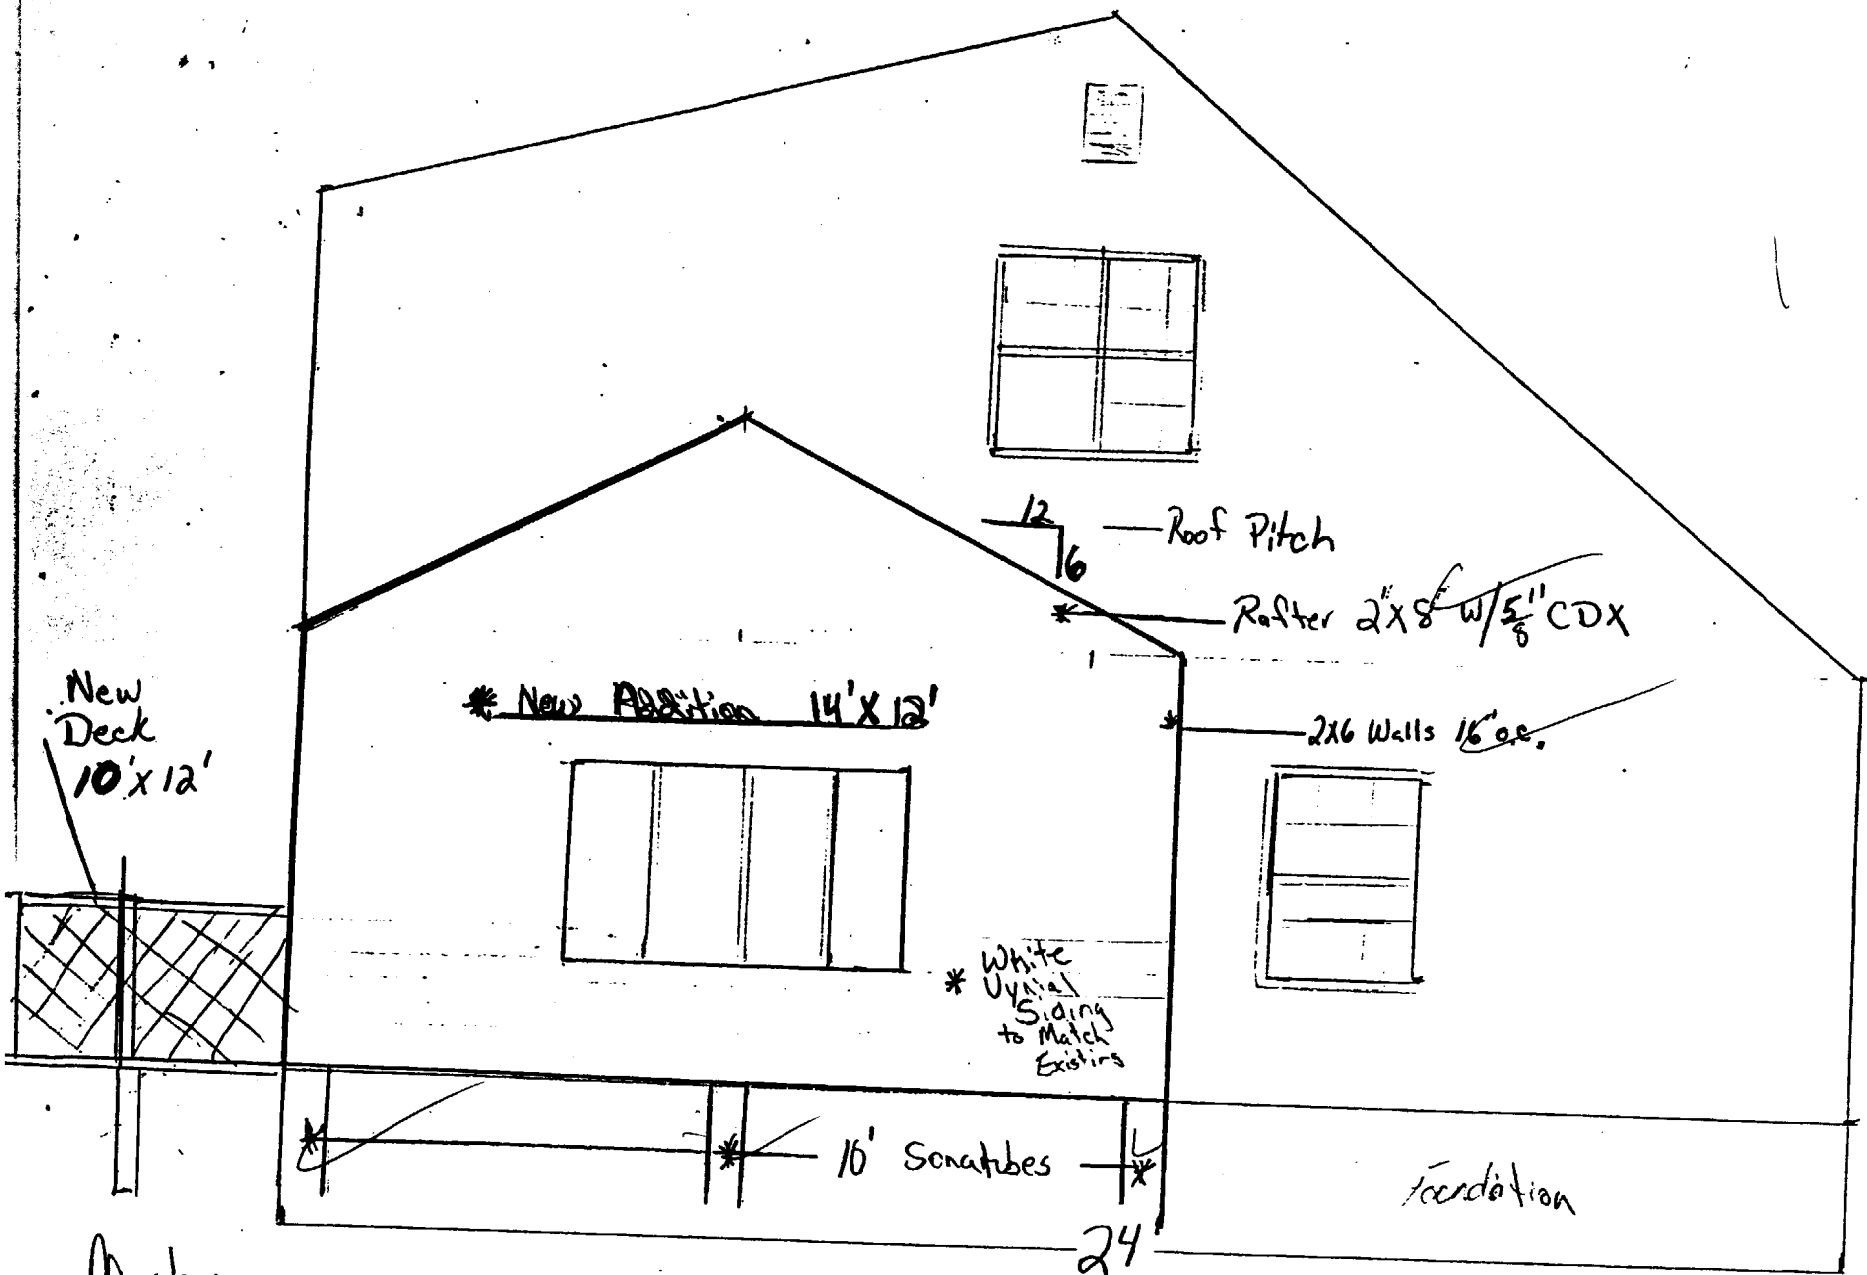 12
6
Roof Pitch
Rafter 2"X8" W/5/8" CDX
New
Deck
10'X12'
* New Addition 14'X12'
2X6 Walls 16" o.c.
* White
Vynial
Siding
to Match
Existing
10' Sonatubes
Foundation
24'